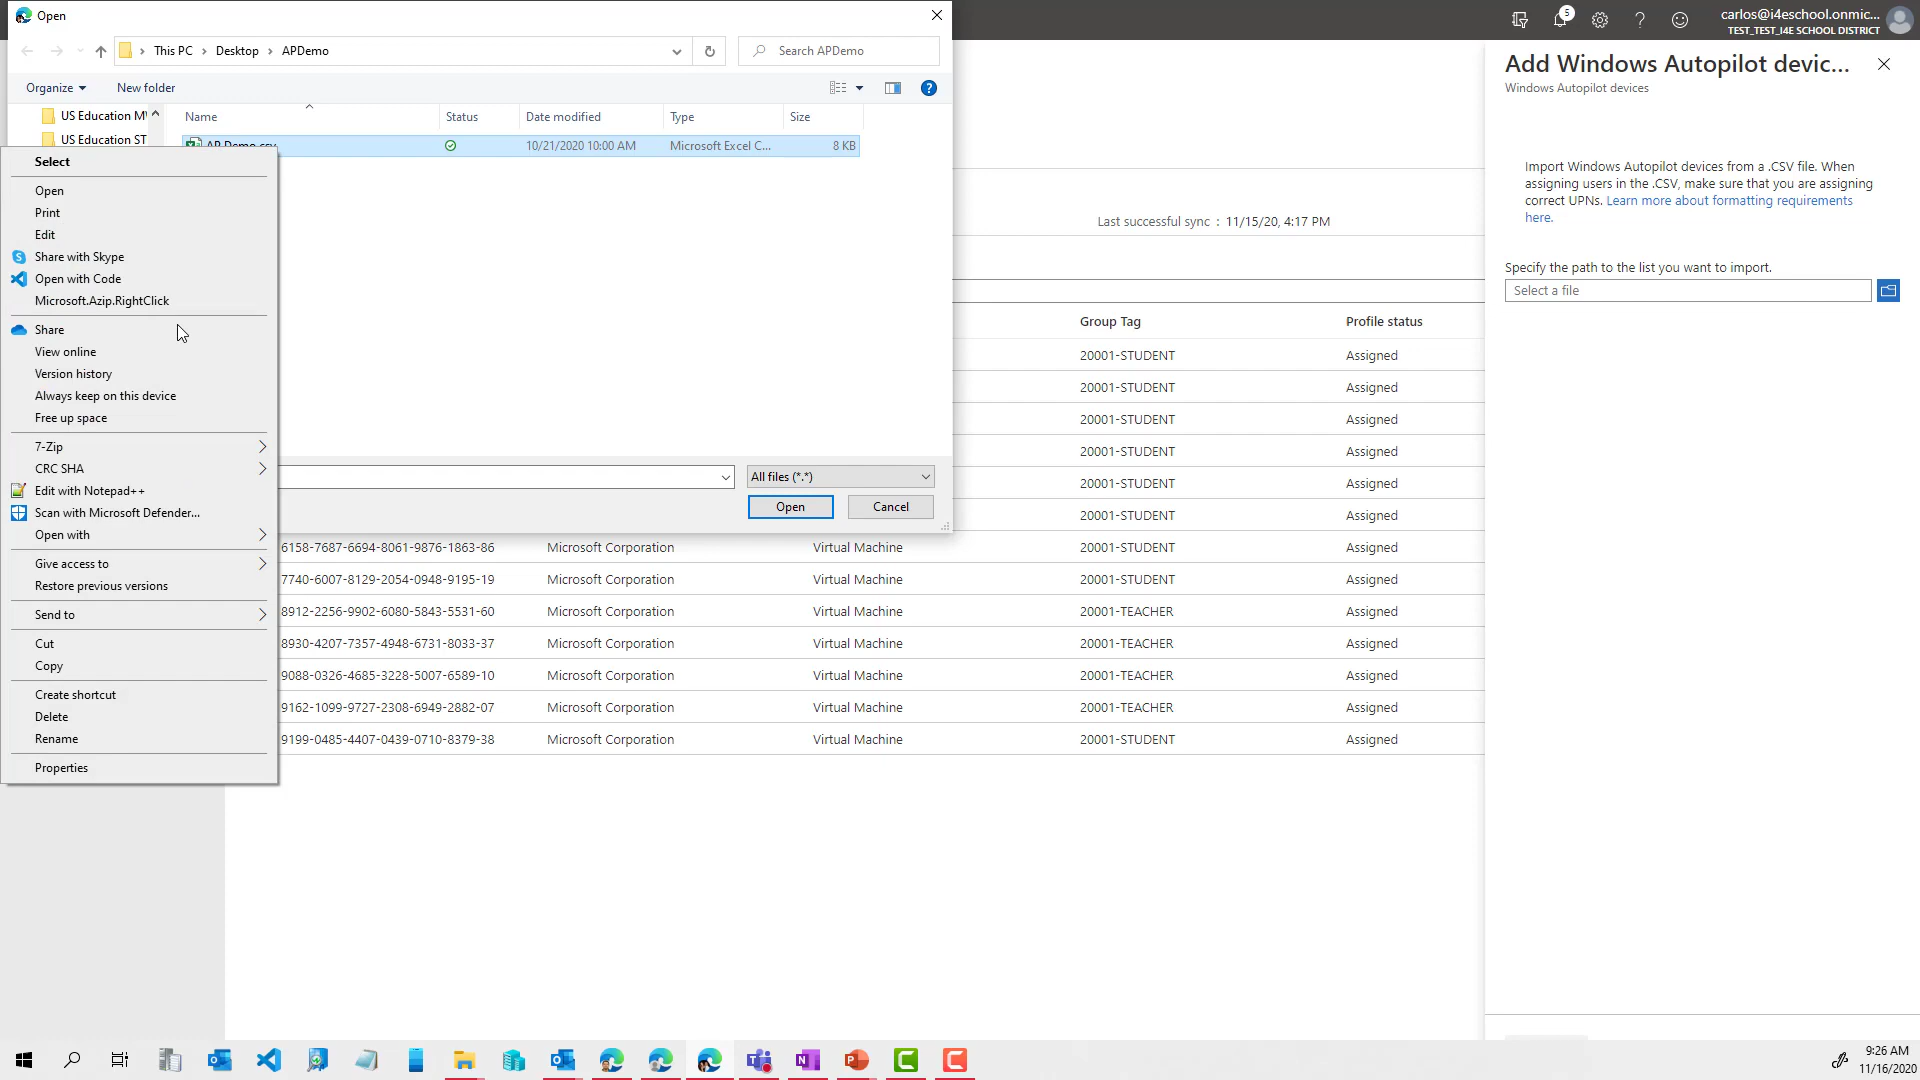 Open
5
carlos@i4eschool.onmic...
TEST_TEST_I4E SCHOOL DISTRICT
This PC
Desktop
APDemo
Search APDemo
Add Windows Autopilot devic...
Windows Autopilot devices
Organize
New folder
US Education M
US Education ST
Name
Status
Date modified
Type
Size
AP Demo.csv
10/21/2020 10:00 AM
Microsoft Excel C...
8 KB
Select
Open
Print
Edit
Share with Skype
Open with Code
Microsoft.Azip.RightClick
Share
View online
Version history
Always keep on this device
Free up space
7-Zip
CRC SHA
Edit with Notepad++
Scan with Microsoft Defender...
Open with
Give access to
Restore previous versions
Send to
Cut
Copy
Create shortcut
Delete
Rename
Properties
All files (*.*)
Open
Cancel
Last successful sync : 11/15/20, 4:17 PM
Group Tag
Profile status
20001-STUDENT Assigned
20001-STUDENT Assigned
20001-STUDENT Assigned
20001-STUDENT Assigned
20001-STUDENT Assigned
20001-STUDENT Assigned
6158-7687-6694-8061-9876-1863-86 Microsoft Corporation Virtual Machine 20001-STUDENT Assigned
7740-6007-8129-2054-0948-9195-19 Microsoft Corporation Virtual Machine 20001-STUDENT Assigned
8912-2256-9902-6080-5843-5531-60 Microsoft Corporation Virtual Machine 20001-TEACHER Assigned
8930-4207-7357-4948-6731-8033-37 Microsoft Corporation Virtual Machine 20001-TEACHER Assigned
9088-0326-4685-3228-5007-6589-10 Microsoft Corporation Virtual Machine 20001-TEACHER Assigned
9162-1099-9727-2308-6949-2882-07 Microsoft Corporation Virtual Machine 20001-TEACHER Assigned
9199-0485-4407-0439-0710-8379-38 Microsoft Corporation Virtual Machine 20001-STUDENT Assigned
Import Windows Autopilot devices from a .CSV file. When
assigning users in the .CSV, make sure that you are assigning
correct UPNs. Learn more about formatting requirements
here.
Specify the path to the list you want to import.
Select a file
9:26 AM
11/16/2020